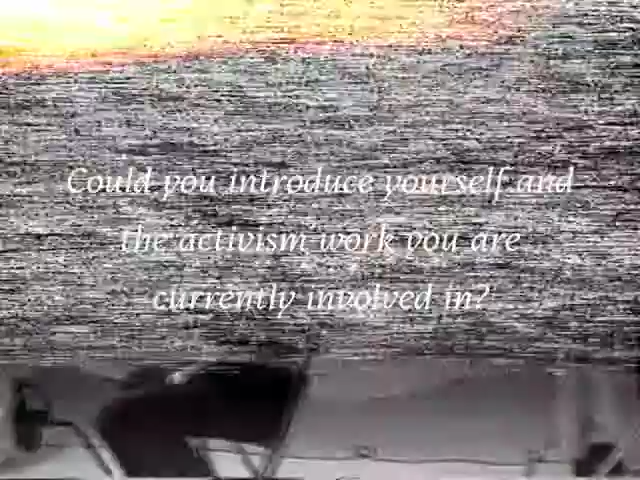 Could you introduce yourself and
the activism work you are
currently involved in?